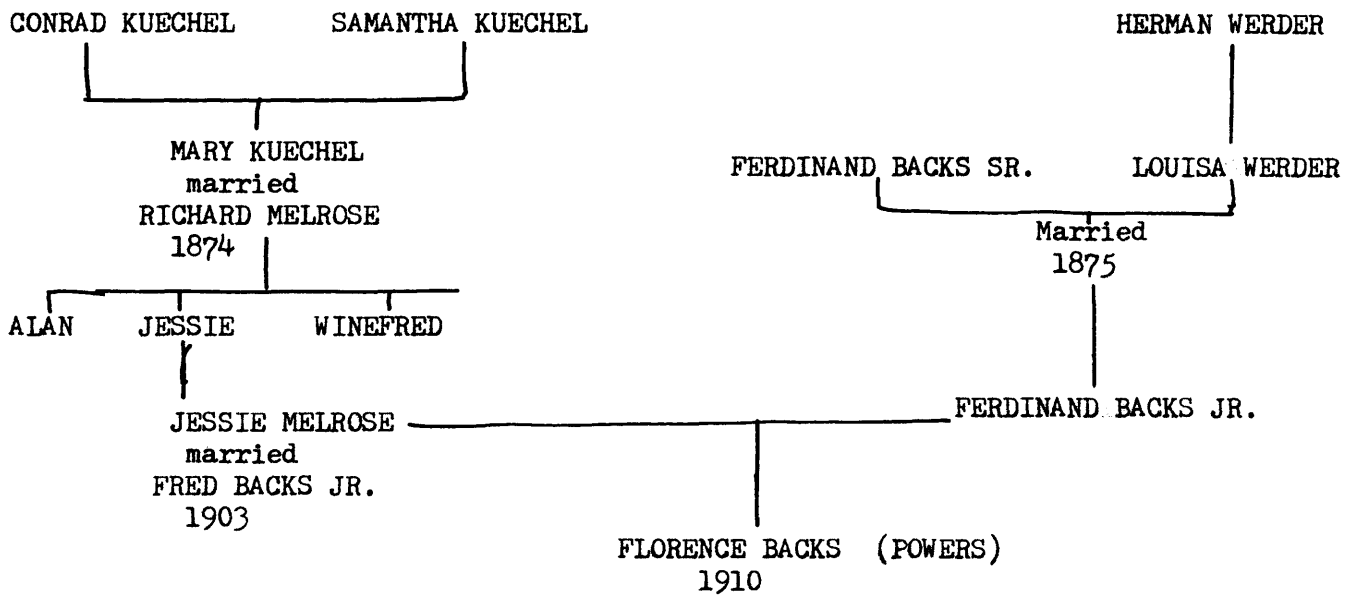 CONRAD KUECHEL SAMANTHA KUECHEL HERMAN WERDER
MARY KUECHEL
married
RICHARD MELROSE
1874
FERDINAND BACKS SR. LOUISA WERDER
Married
1875
ALAN JESSIE WINEFRED
JESSIE MELROSE
married
FRED BACKS JR.
1903
FERDINAND BACKS JR.
FLORENCE BACKS (POWERS)
1910